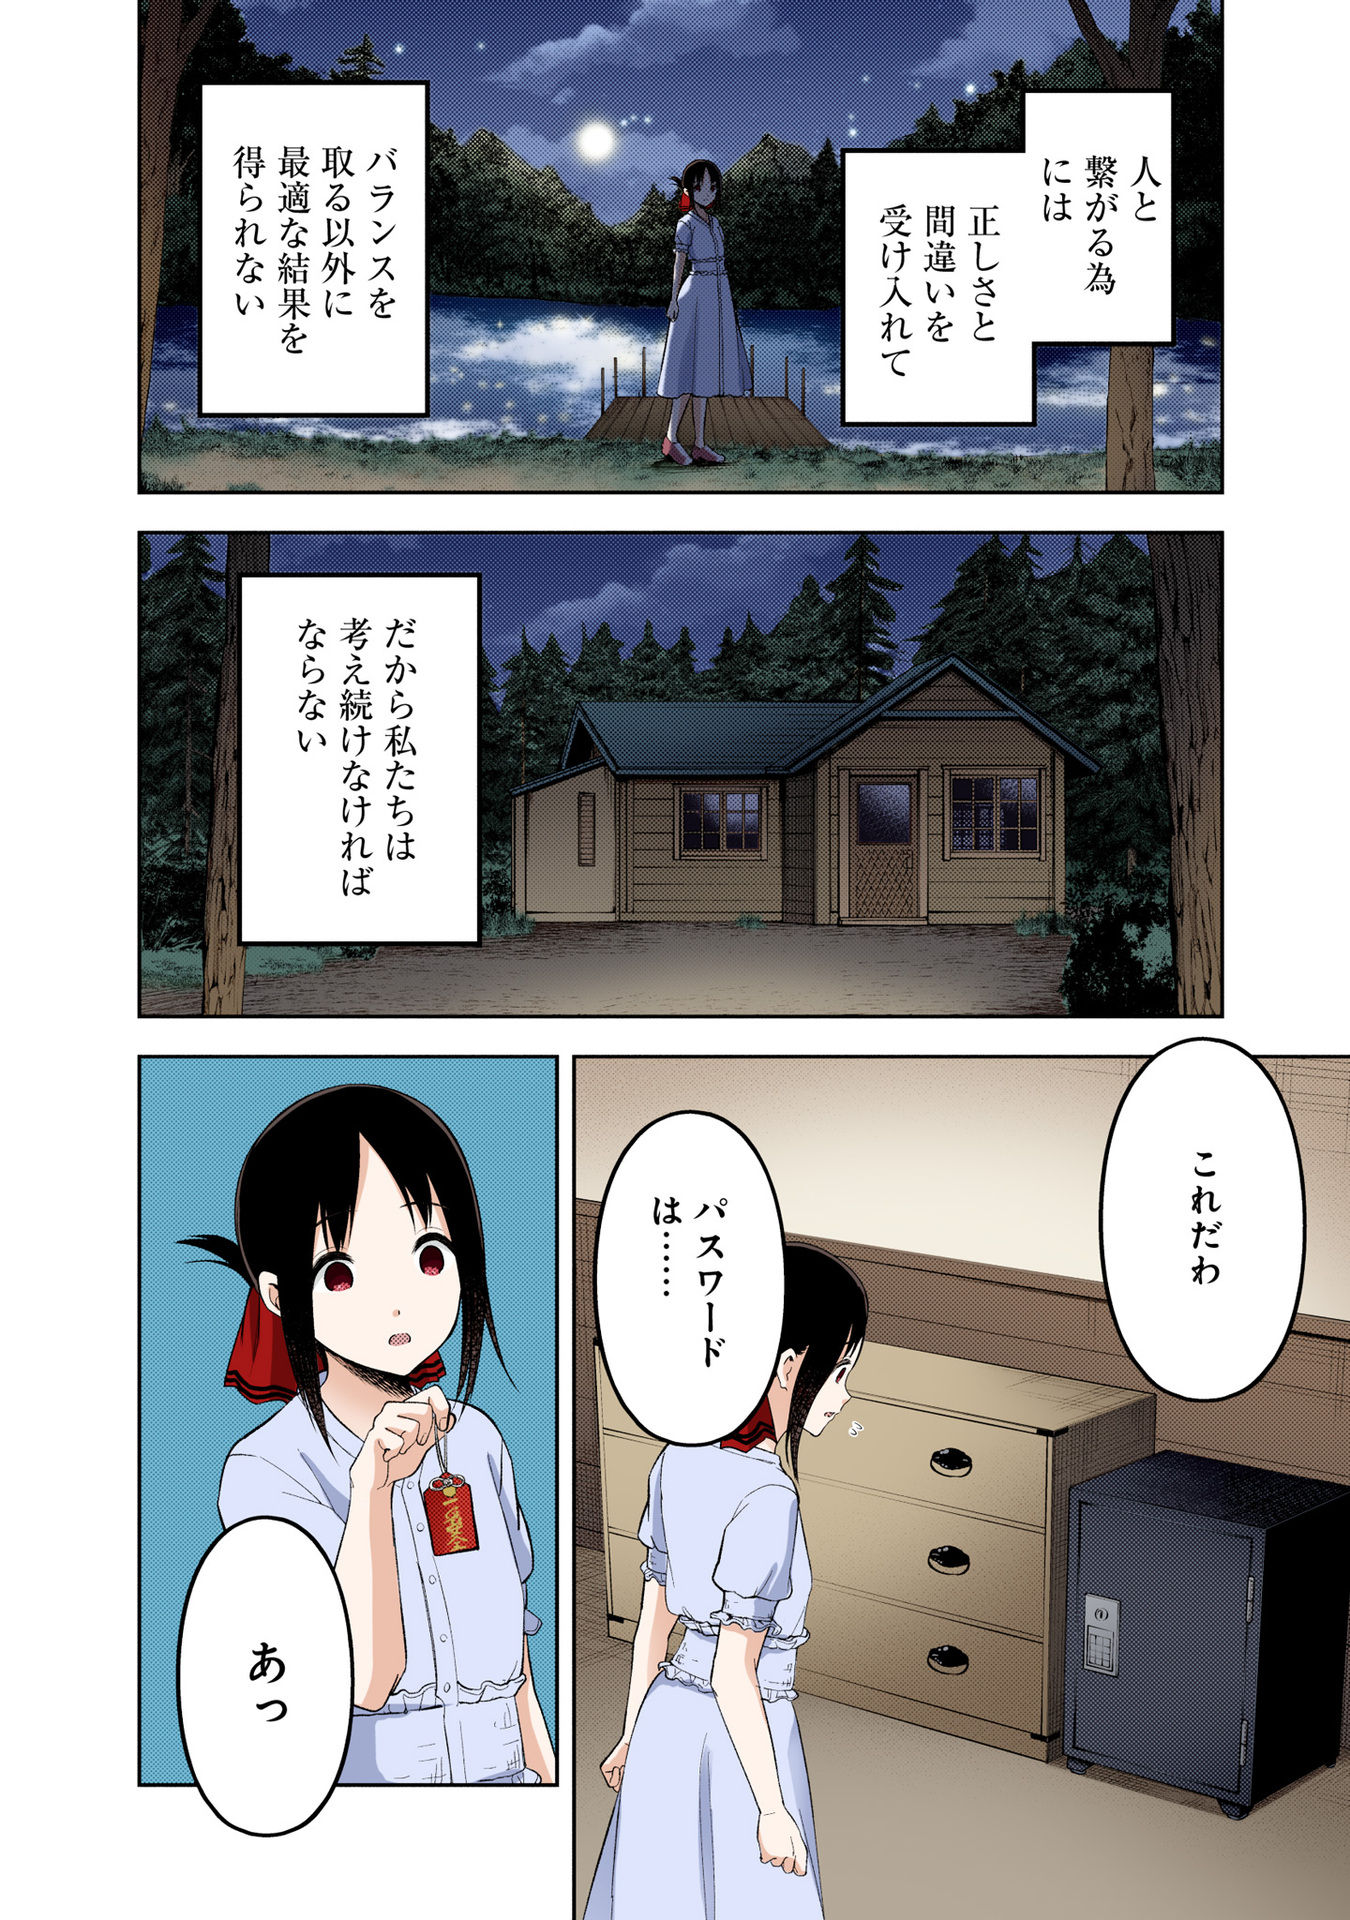 人と
繋がる為
には
正しさと
間違いを
受け入れて
バランスを
取る以外に
最適な結果を
得られない
だから私たちは
考え続けなければ
ならない
これだわ
パスワード
は……
あっ